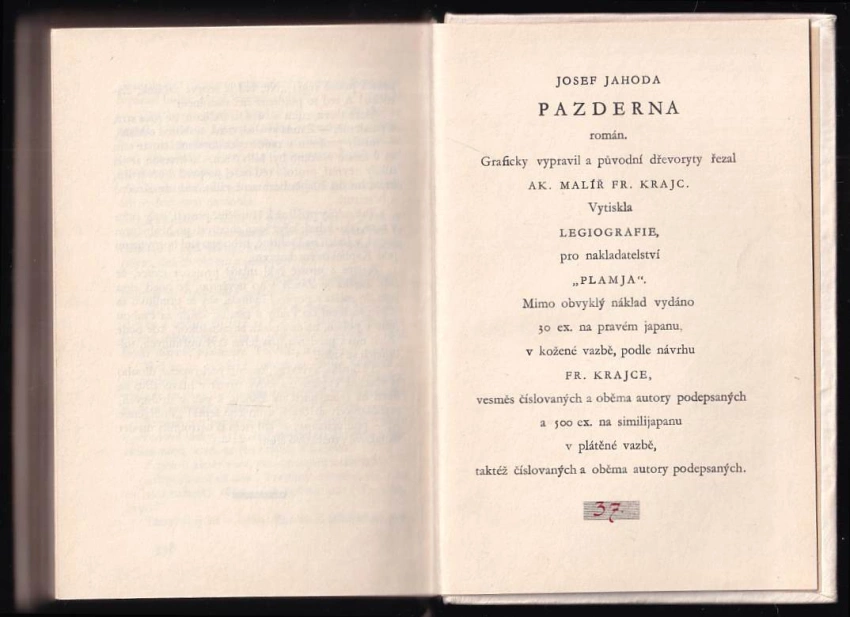 JOSEF JAHODA
PAZDERNA
román.
Graficky vypravil a původní dřevoryty řezal
AK. MALÍŘ FR. KRAJC.
Vytiskla
LEGIOGRAFIE,
pro nakladatelství
„PLAMJA“.
Mimo obvyklý náklad vydáno
30 ex. na pravém japanu,
v kožené vazbě, podle návrhu
FR. KRAJCE,
vesměs číslovaných a oběma autory podepsaných
a 500 ex. na similijapanu
v plátěné vazbě,
taktéž číslovaných a oběma autory podepsaných.
37.